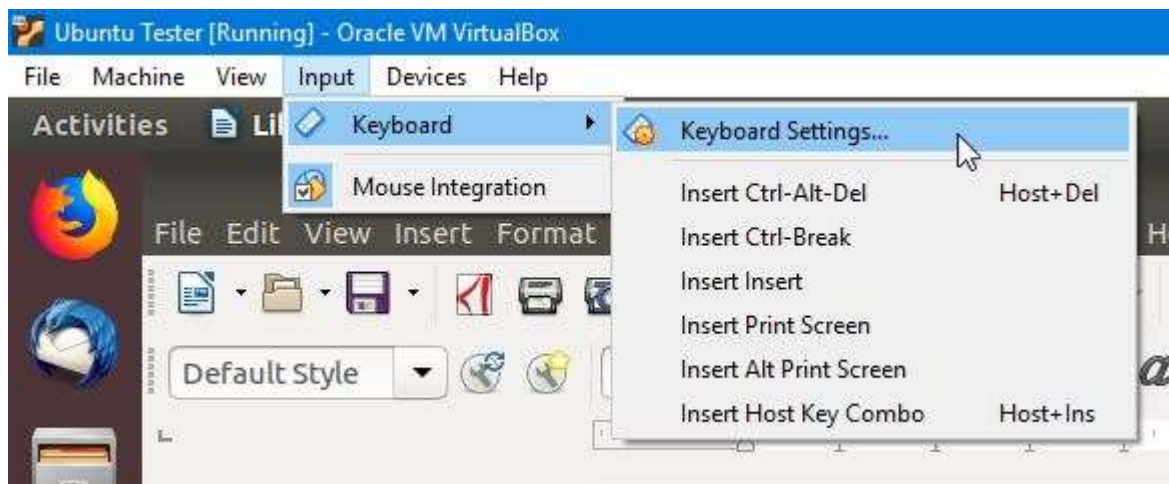 Ubuntu Tester [Running] - Oracle VM VirtualBox
File Machine View Input Devices Help
Activities Li
Keyboard
Keyboard Settings...
Mouse Integration
Insert Ctrl-Alt-Del Host+Del
File Edit View Insert Format H
Insert Ctrl-Break
Insert Insert
Insert Print Screen
Default Style
Insert Alt Print Screen
a
Insert Host Key Combo Host+Ins